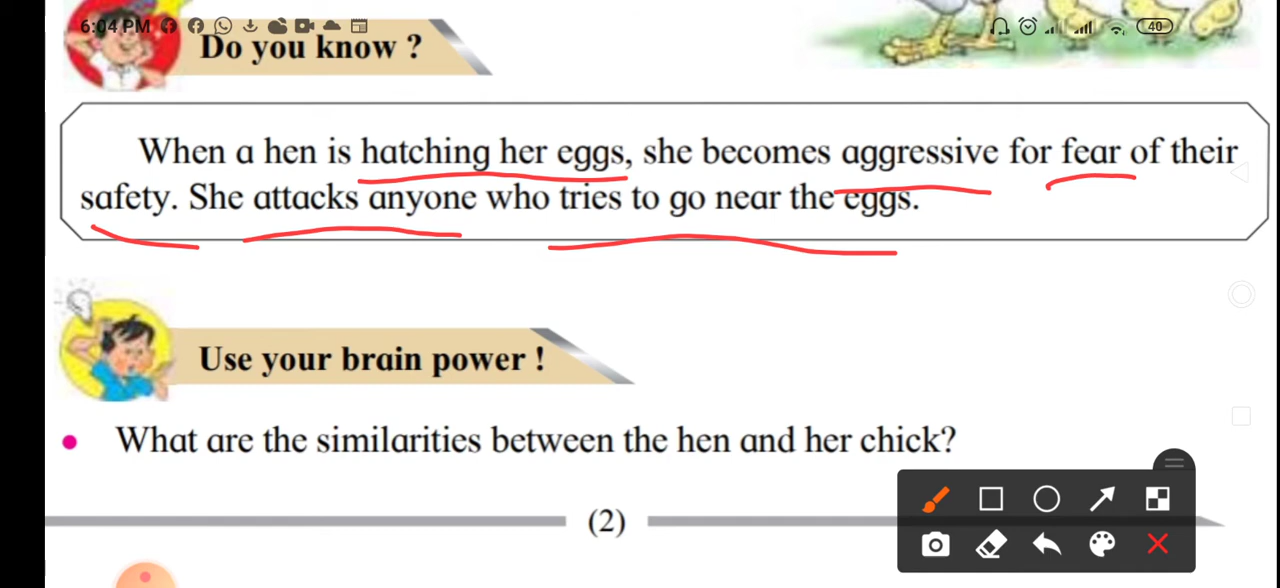 6:04 PM
40
Do you know ?
When a hen is hatching her eggs, she becomes aggressive for fear of their
safety. She attacks anyone who tries to go near the eggs.
Use your brain power !
• What are the similarities between the hen and her chick?
(2)